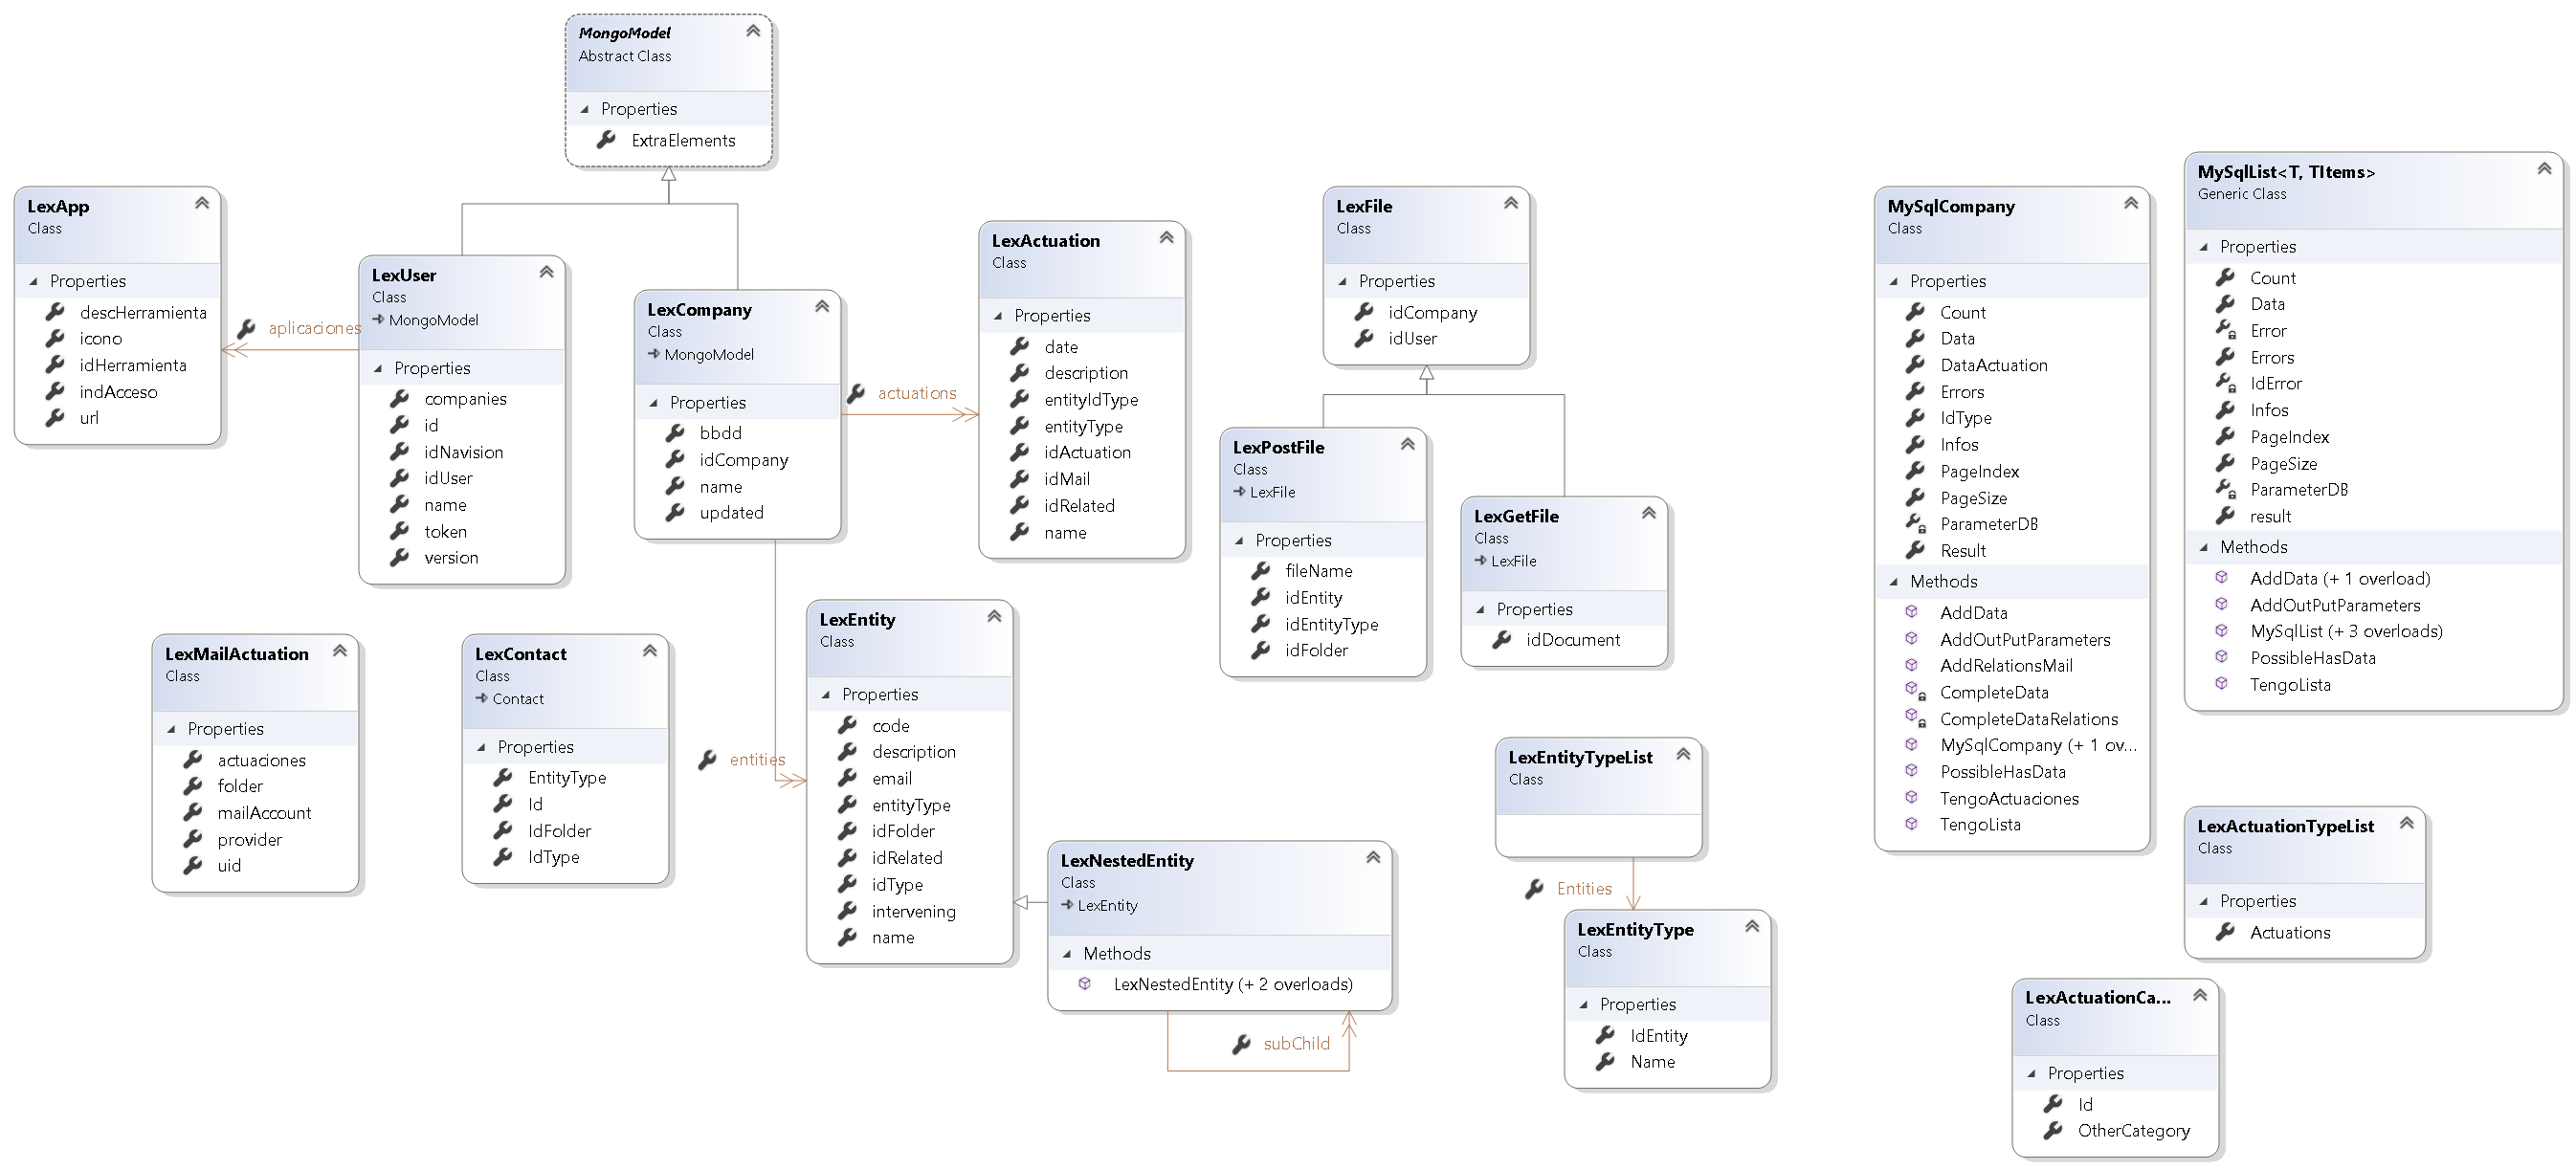 MongoModel
Abstract Class
Properties
ExtraElements
LexApp
Class
Properties
descHerramienta
icono
idHerramienta
indAcceso
url
aplicaciones
LexUser
Class
MongoModel
Properties
companies
id
idNavision
idUser
name
token
version
LexCompany
Class
MongoModel
Properties
bbdd
idCompany
name
updated
actuations
entities
LexActuation
Class
Properties
date
description
entityIdType
entityType
idActuation
idMail
idRelated
name
LexFile
Class
Properties
idCompany
idUser
LexPostFile
Class
LexFile
Properties
fileName
idEntity
idEntityType
idFolder
LexGetFile
Class
LexFile
Properties
idDocument
LexMailActuation
Class
Properties
actuaciones
folder
mailAccount
provider
uid
LexContact
Class
Contact
Properties
EntityType
Id
IdFolder
IdType
LexEntity
Class
Properties
code
description
email
entityType
idFolder
idRelated
idType
intervening
name
LexNestedEntity
Class
LexEntity
Methods
LexNestedEntity (+ 2 overloads)
subChild
LexEntityTypeList
Class
Entities
LexEntityType
Class
Properties
IdEntity
Name
MySqlCompany
Class
Properties
Count
Data
DataActuation
Errors
IdType
Infos
PageIndex
PageSize
ParameterDB
Result
Methods
AddData
AddOutPutParameters
AddRelationsMail
CompleteData
CompleteDataRelations
MySqlCompany (+ 1 ov...
PossibleHasData
TengoActuaciones
TengoLista
MySqlList<T, TItems>
Generic Class
Properties
Count
Data
Error
Errors
IdError
Infos
PageIndex
PageSize
ParameterDB
result
Methods
AddData (+ 1 overload)
AddOutPutParameters
MySqlList (+ 3 overloads)
PossibleHasData
TengoLista
LexActuationTypeList
Class
Properties
Actuations
LexActuationCa...
Class
Properties
Id
OtherCategory